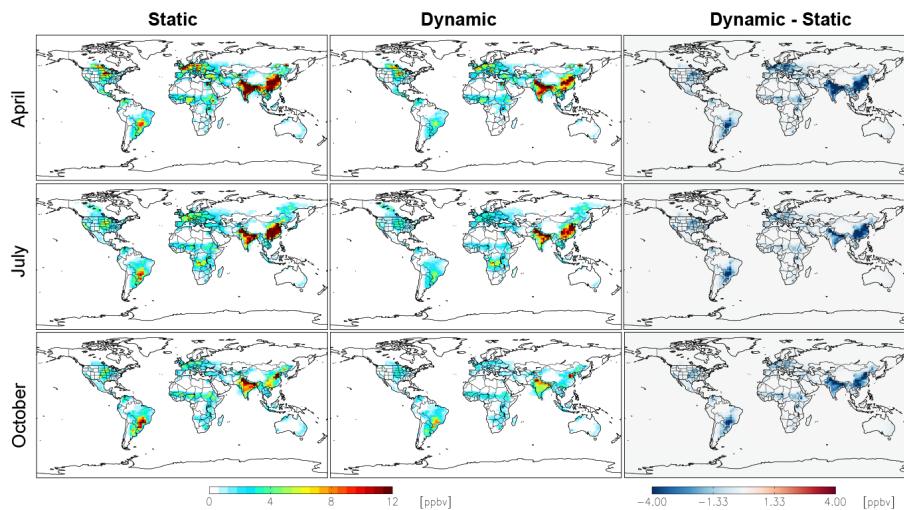 Static Dynamic Dynamic - Static
April
July
October
0 4 8 12 [ppbv] −4.00 −1.33 1.33 4.00 [ppbv]